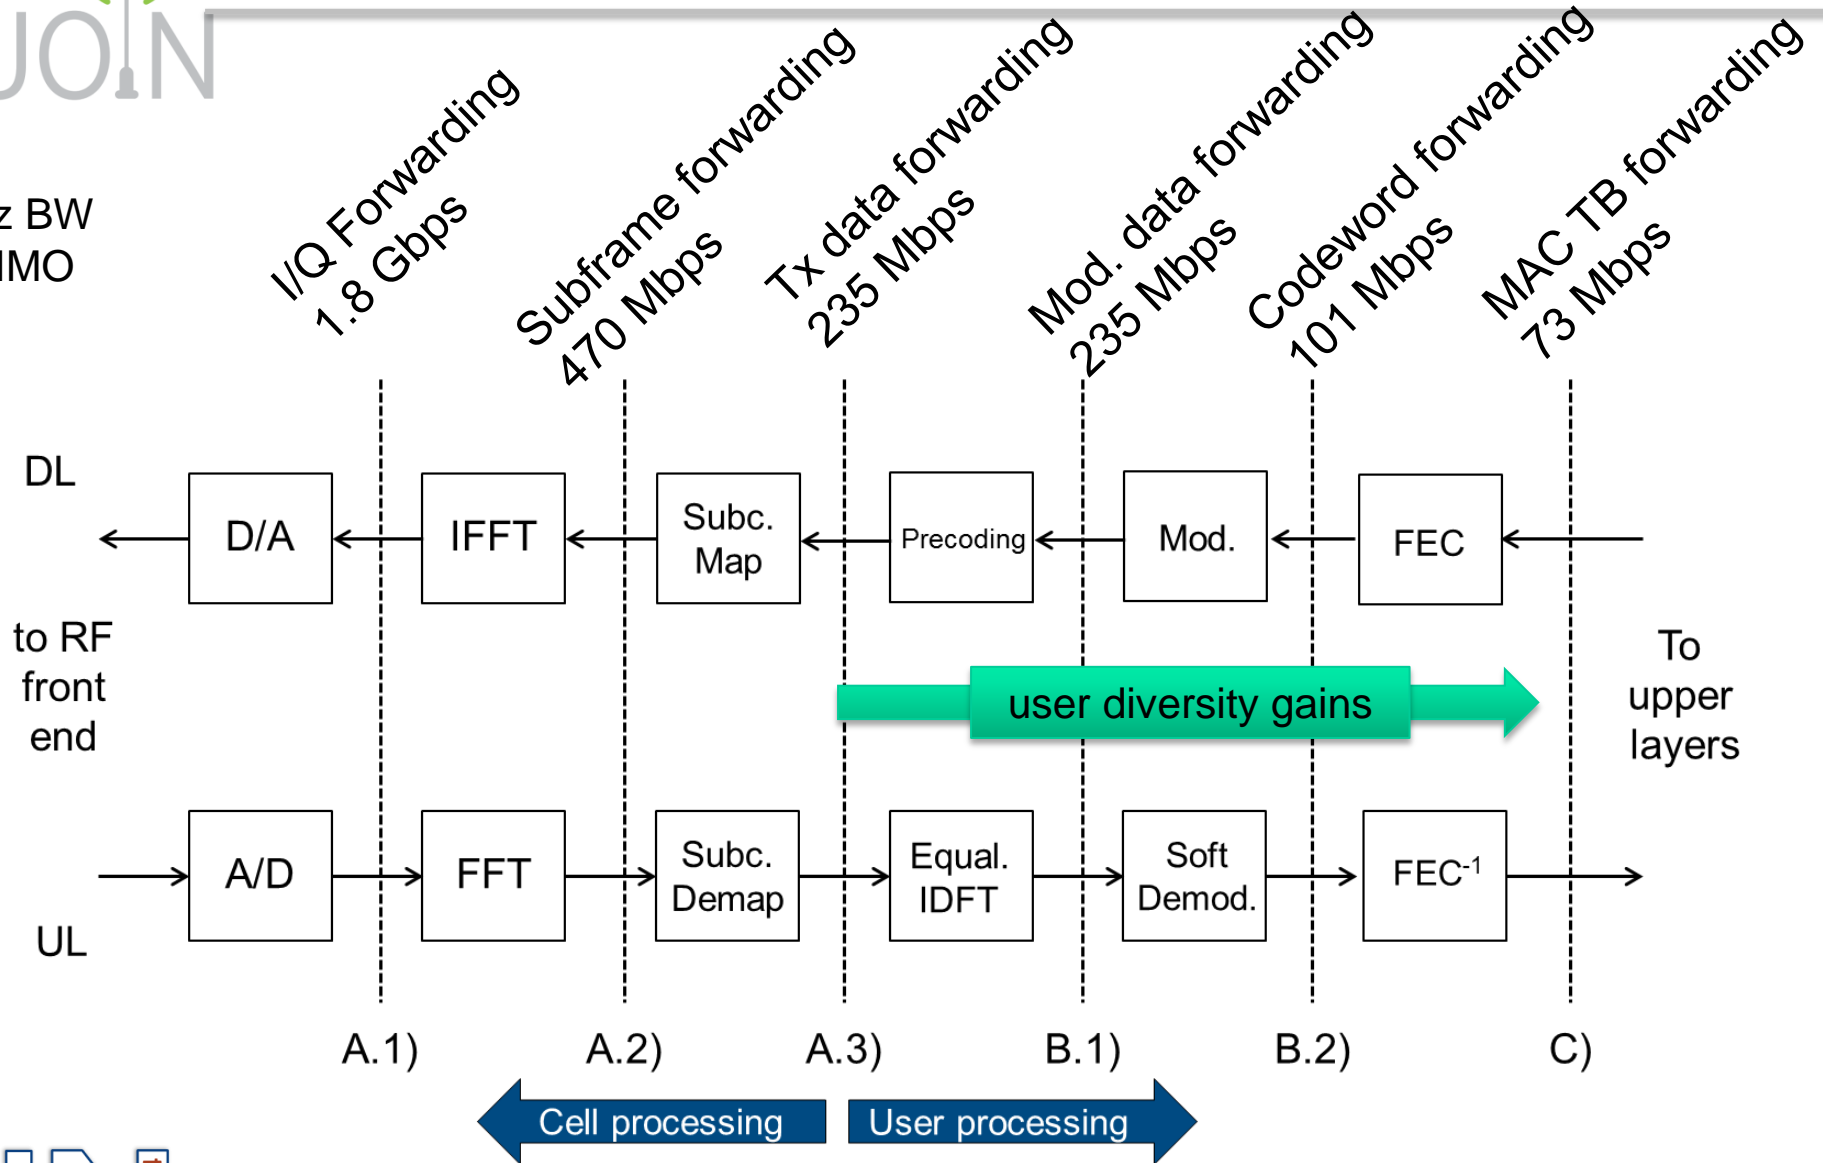 JOIN
z BW
IMO
I/Q Forwarding
1.8 Gbps
Subframe forwarding
470 Mbps
Tx data forwarding
235 Mbps
Mod. data forwarding
235 Mbps
Codeword forwarding
101 Mbps
MAC TB forwarding
73 Mbps
DL
D/A
IFFT
Subc.
Map
Precoding
Mod.
FEC
to RF
front
end
user diversity gains
To
upper
layers
UL
A/D
FFT
Subc.
Demap
Equal.
IDFT
Soft
Demod.
FEC-1
A.1)
A.2)
A.3)
B.1)
B.2)
C)
Cell processing
User processing